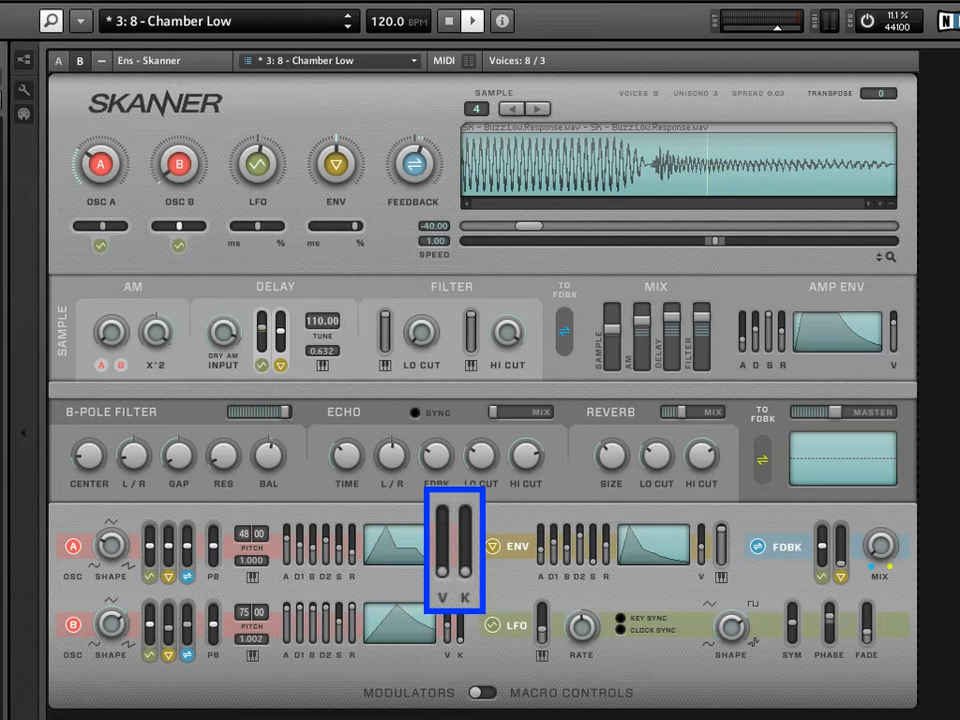 * 3: 8 - Chamber Low
120.0 BPM
OUT
MIDI
CPU
11.1 %
44100
A B Ens - Skanner
* 3: 8 - Chamber Low
MIDI
Voices: 8 / 3
SKANNER
SAMPLE
4
VOICES 8
UNISONO 3
SPREAD 0.03
TRANSPOSE
0
SK - Buzz.Low.Response.wav - SK - Buzz.Low.Response.wav
A
B
OSC A
OSC B
LFO
ENV
FEEDBACK
ms %
ms %
-40.00
1.00
SPEED
SAMPLE
AM
DELAY
FILTER
TO FDBK
MIX
AMP ENV
A B
X^2
DRY AM
INPUT
110.00
TUNE
0.632
LO CUT
HI CUT
SAMPLE
AM
DELAY
FILTER
A D S R
V
8-POLE FILTER
ECHO
SYNC
MIX
REVERB
MIX
TO FDBK
MASTER
CENTER
L / R
GAP
RES
BAL
TIME
L / R
FDBK
LO CUT
HI CUT
SIZE
LO CUT
HI CUT
A
OSC
SHAPE
PB
48 00
PITCH
1.000
A D1 B D2 S R
V K
ENV
A D1 B D2 S R
V
FDBK
MIX
B
OSC
SHAPE
PB
75 00
PITCH
1.002
A D1 B D2 S R
V K
LFO
RATE
KEY SYNC
CLOCK SYNC
SHAPE
SYM
PHASE
FADE
MODULATORS
MACRO CONTROLS